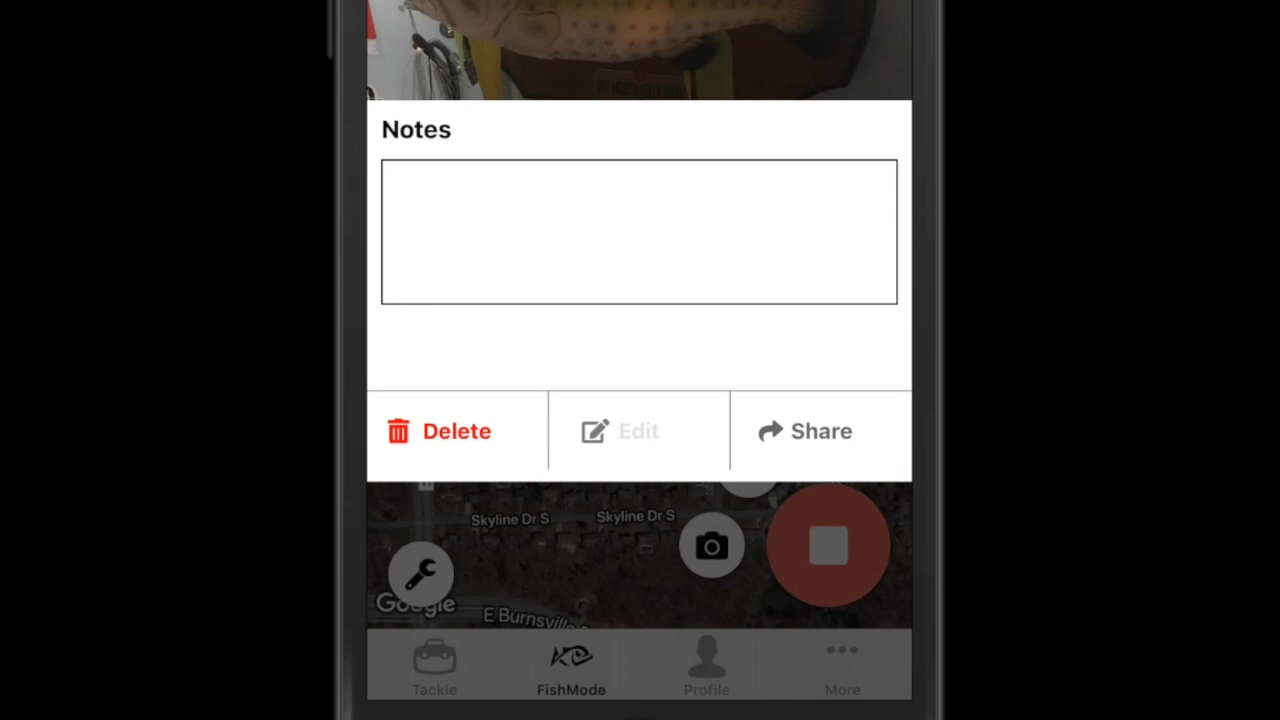 Notes
Delete
Edit
Share
Skyline Dr S
Skyline Dr S
Google
E Burnsville
Tackle
FishMode
Profile
More